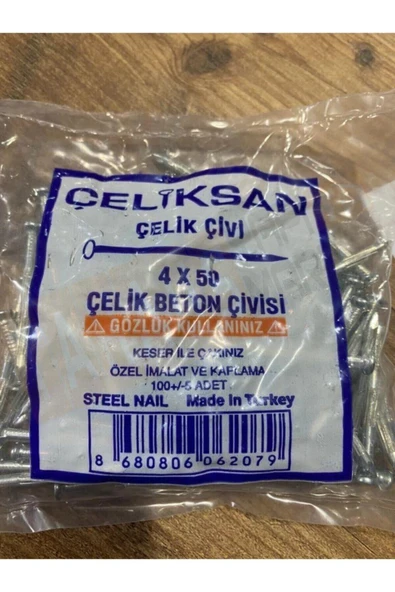 ÇELİKSAN
ÇELİK ÇİVİ
4 X 50
ÇELİK BETON ÇİVİSİ
GÖZLÜK KULLANINIZ
KESER İLE ÇAKINIZ
ÖZEL İMALAT VE KAPLAMA
100+/-5 ADET
STEEL NAIL Made In Turkey
8 680806 062079